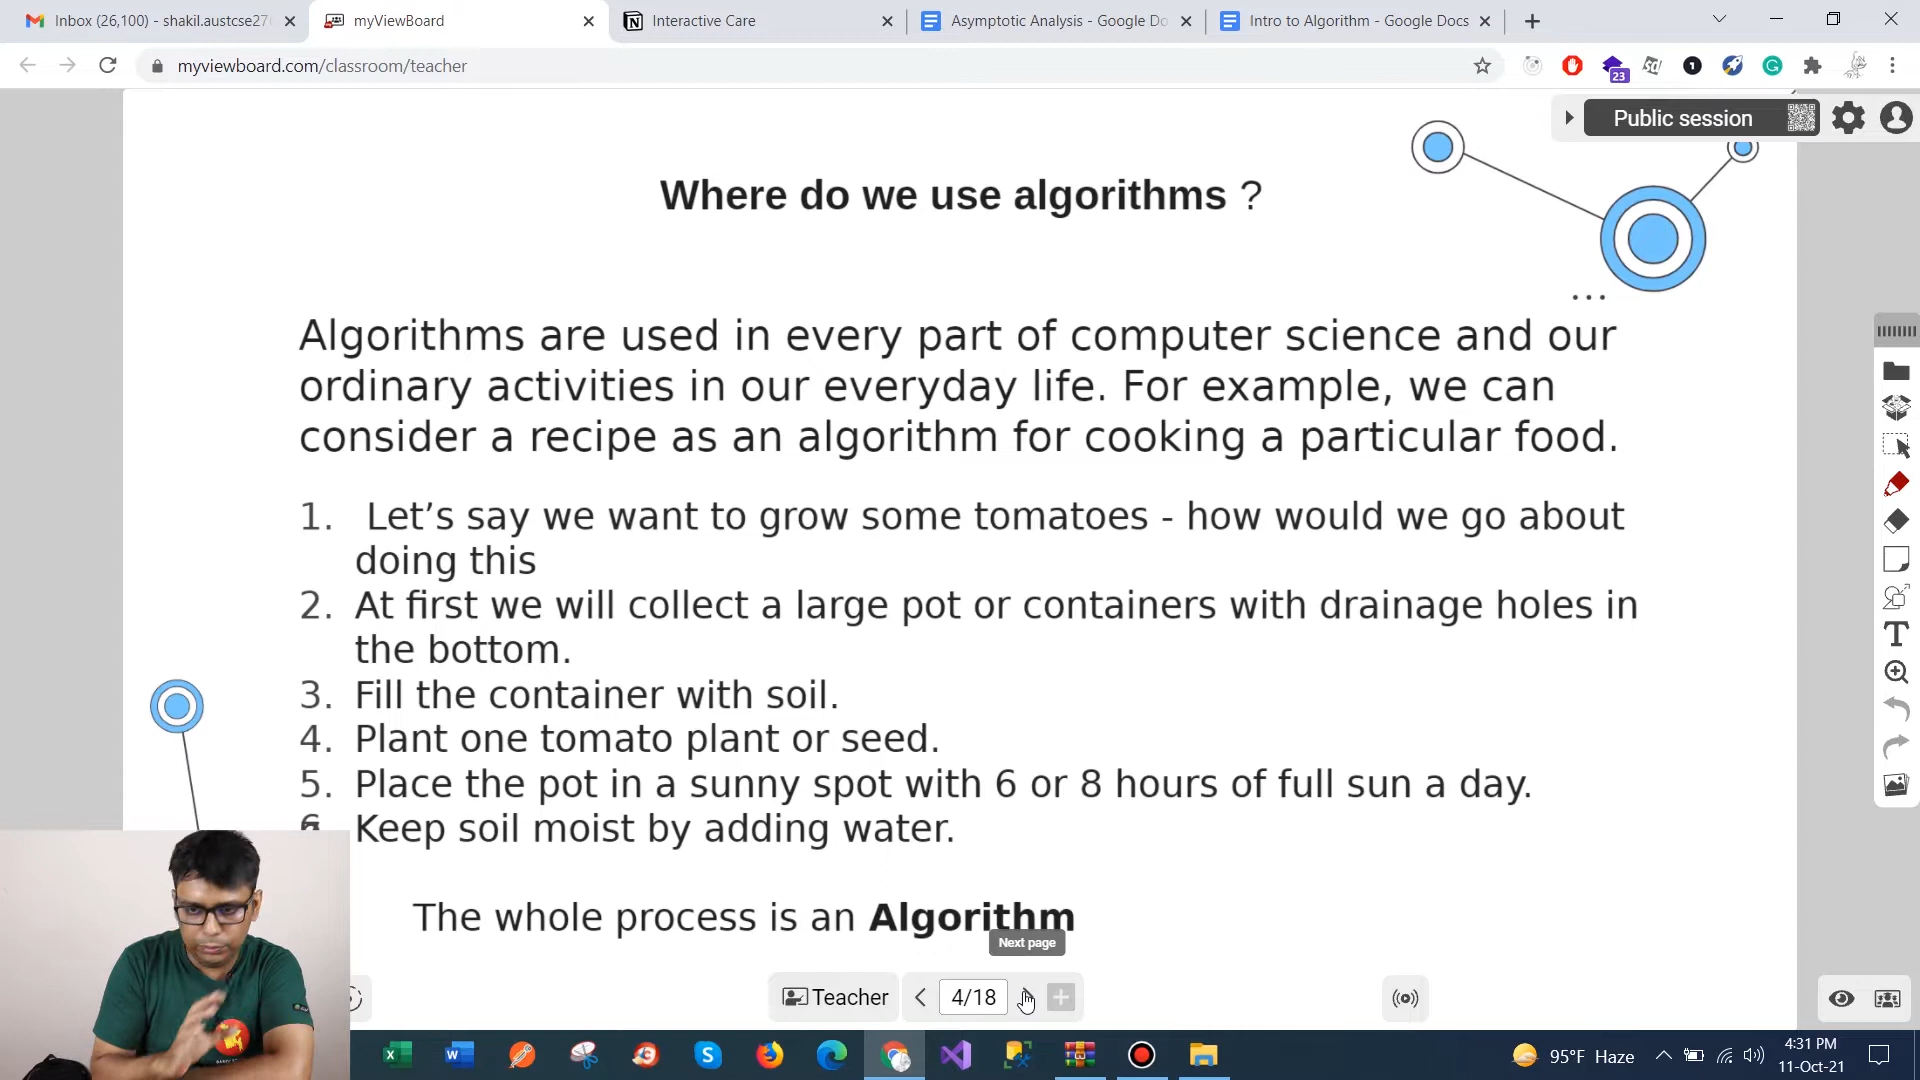 Inbox (26,100) - shakil.austcse27
myViewBoard
Interactive Care
Asymptotic Analysis - Google Do
Intro to Algorithm - Google Docs
myviewboard.com/classroom/teacher
23
Public session
Where do we use algorithms ?
...
Algorithms are used in every part of computer science and our
ordinary activities in our everyday life. For example, we can
consider a recipe as an algorithm for cooking a particular food.
1. Let’s say we want to grow some tomatoes - how would we go about
doing this
2. At first we will collect a large pot or containers with drainage holes in
the bottom.
3. Fill the container with soil.
4. Plant one tomato plant or seed.
5. Place the pot in a sunny spot with 6 or 8 hours of full sun a day.
6. Keep soil moist by adding water.
The whole process is an Algorithm
Next page
Teacher
4/18
95°F Haze
4:31 PM
11-Oct-21